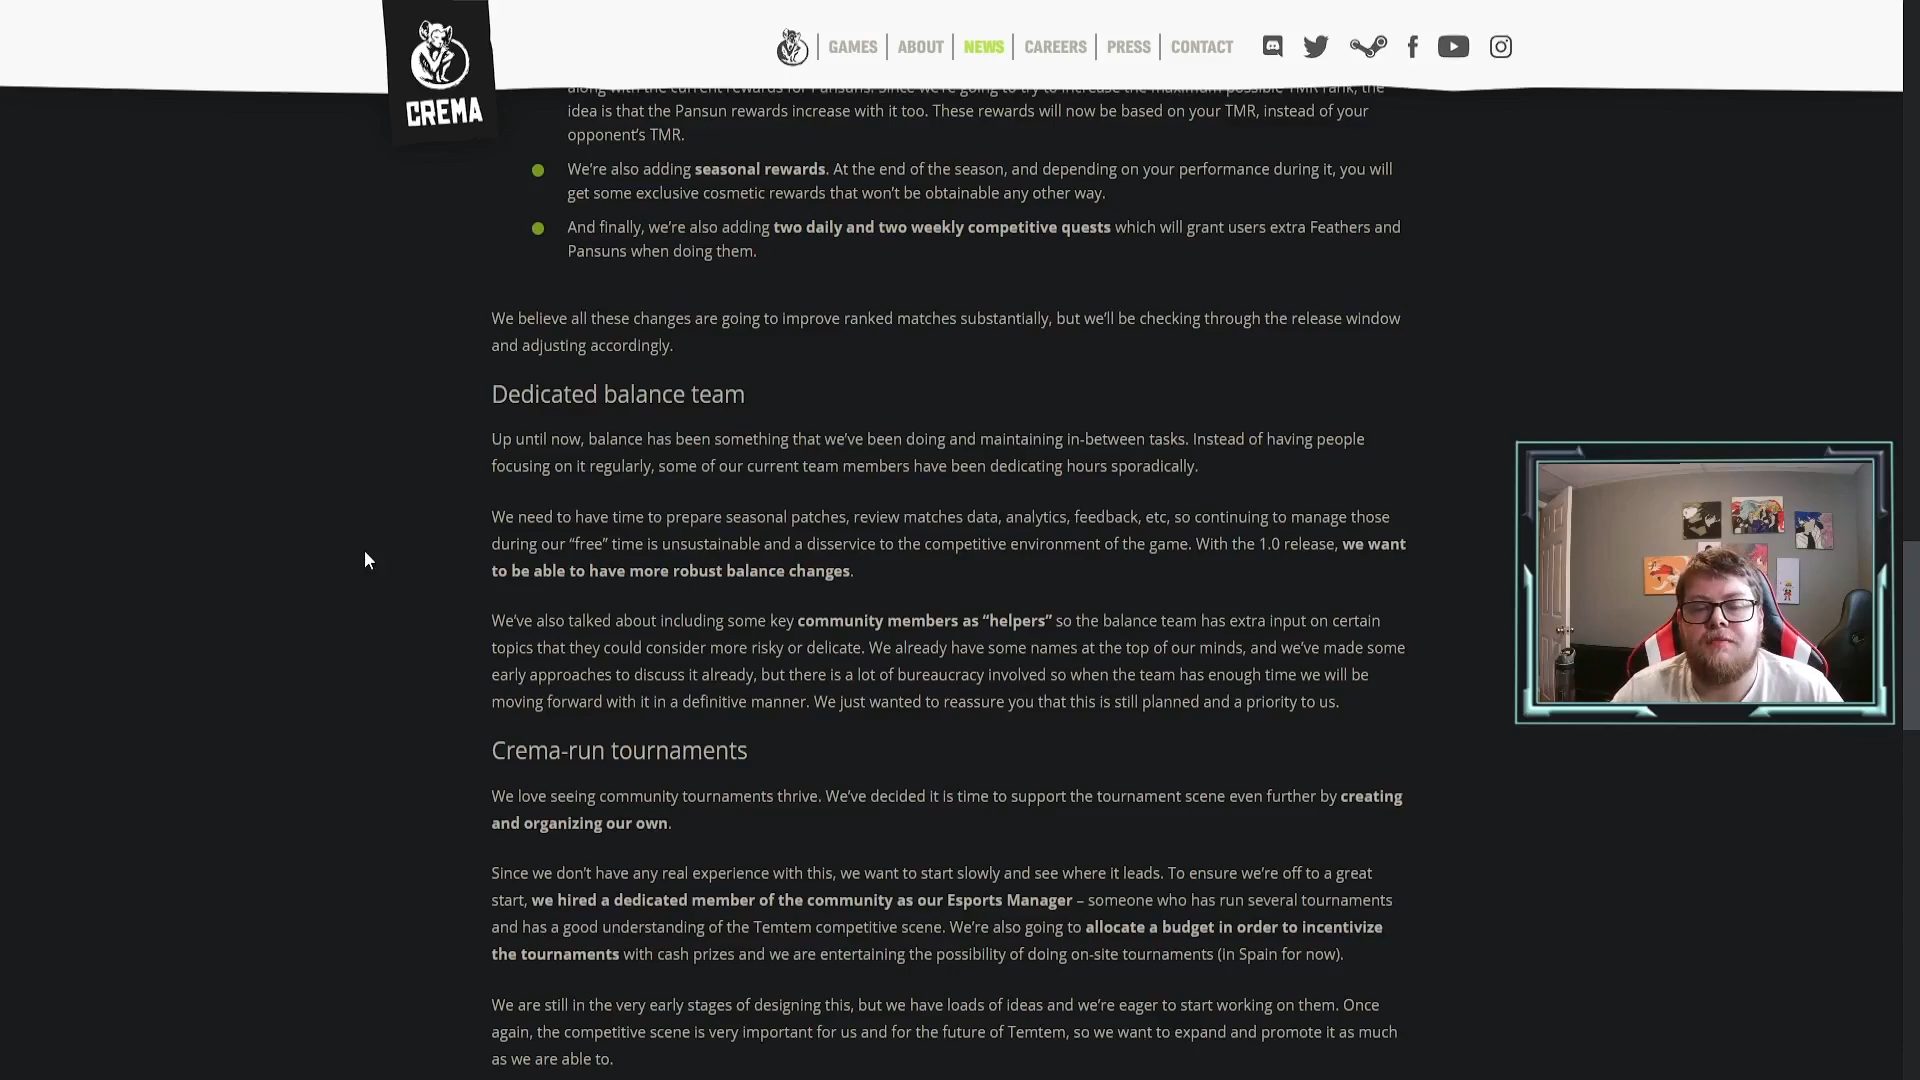 GAMES ABOUT NEWS CAREERS PRESS CONTACT
CREMA
along with the current rewards for Pansuns. Since we're going to try to increase the maximum possible TMR rank, the
idea is that the Pansun rewards increase with it too. These rewards will now be based on your TMR, instead of your
opponent's TMR.
We're also adding seasonal rewards. At the end of the season, and depending on your performance during it, you will
get some exclusive cosmetic rewards that won't be obtainable any other way.
And finally, we're also adding two daily and two weekly competitive quests which will grant users extra Feathers and
Pansuns when doing them.
We believe all these changes are going to improve ranked matches substantially, but we'll be checking through the release window
and adjusting accordingly.
Dedicated balance team
Up until now, balance has been something that we've been doing and maintaining in-between tasks. Instead of having people
focusing on it regularly, some of our current team members have been dedicating hours sporadically.
We need to have time to prepare seasonal patches, review matches data, analytics, feedback, etc, so continuing to manage those
during our “free” time is unsustainable and a disservice to the competitive environment of the game. With the 1.0 release, we want
to be able to have more robust balance changes.
We've also talked about including some key community members as “helpers” so the balance team has extra input on certain
topics that they could consider more risky or delicate. We already have some names at the top of our minds, and we've made some
early approaches to discuss it already, but there is a lot of bureaucracy involved so when the team has enough time we will be
moving forward with it in a definitive manner. We just wanted to reassure you that this is still planned and a priority to us.
Crema-run tournaments
We love seeing community tournaments thrive. We've decided it is time to support the tournament scene even further by creating
and organizing our own.
Since we don't have any real experience with this, we want to start slowly and see where it leads. To ensure we're off to a great
start, we hired a dedicated member of the community as our Esports Manager – someone who has run several tournaments
and has a good understanding of the Temtem competitive scene. We're also going to allocate a budget in order to incentivize
the tournaments with cash prizes and we are entertaining the possibility of doing on-site tournaments (in Spain for now).
We are still in the very early stages of designing this, but we have loads of ideas and we're eager to start working on them. Once
again, the competitive scene is very important for us and for the future of Temtem, so we want to expand and promote it as much
as we are able to.